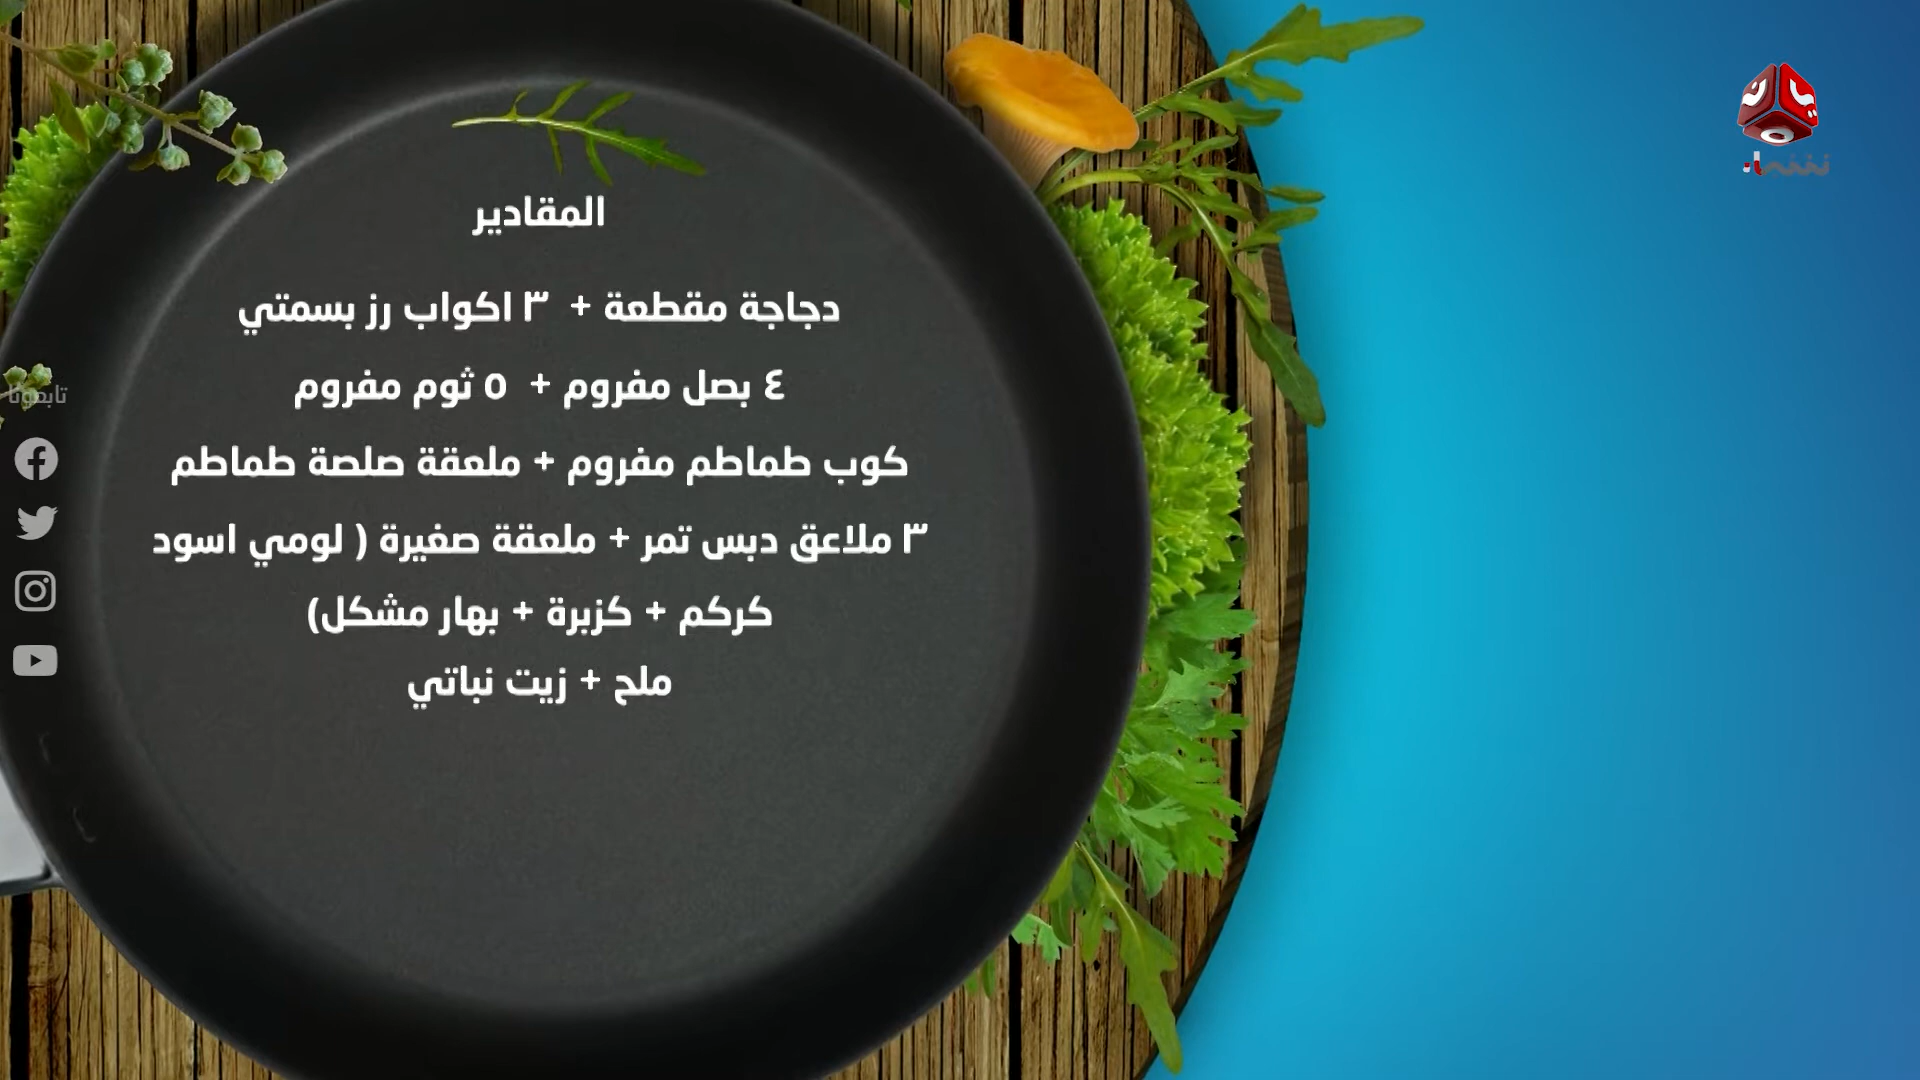 المقادير
دجاجة مقطعة + ٣ اكواب رز بسمتي
٤ بصل مفروم + ٥ ثوم مفروم
كوب طماطم مفروم + ملعقة صلصة طماطم
٣ ملاعق دبس تمر + ملعقة صغيرة ( لومي اسود
كركم + كزبرة + بهار مشكل)
ملح + زيت نباتي
تابعونا